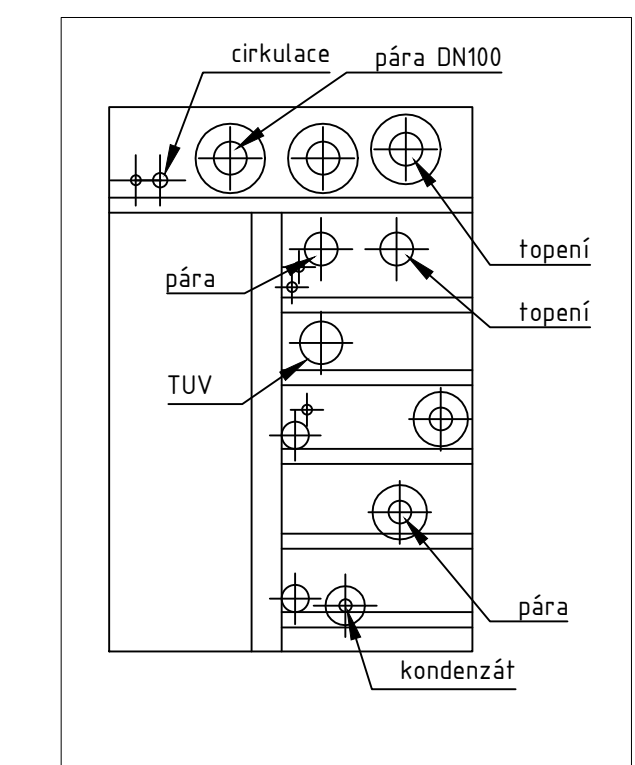 cirkulace
pára DN100
topení
pára
topení
TUV
pára
kondenzát